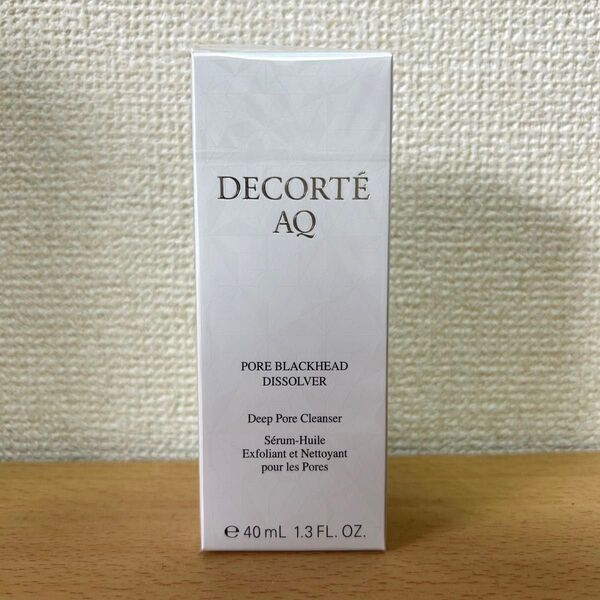 DECORTÉ
AQ
PORE BLACKHEAD
DISSOLVER
Deep Pore Cleanser
Sérum-Huile
Exfoliant et Nettoyant
pour les Pores
℮ 40 mL 1.3 FL. OZ.